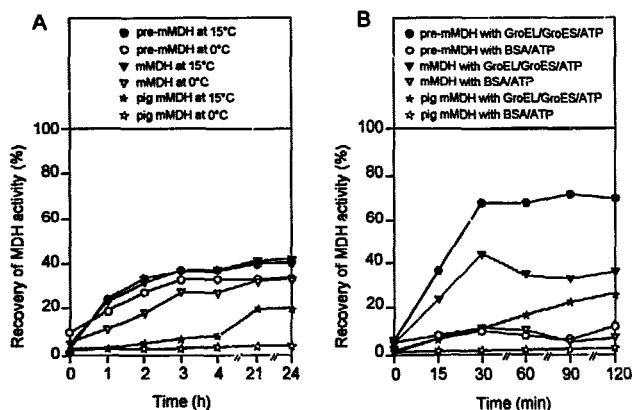 A
pre-mMDH at 15°C
pre-mMDH at 0°C
mMDH at 15°C
mMDH at 0°C
pig mMDH at 15°C
pig mMDH at 0°C
Recovery of MDH activity (%)
100
80
60
40
20
0
0 1 2 3 4 21 24
Time (h)
B
pre-mMDH with GroEL/GroES/ATP
pre-mMDH with BSA/ATP
mMDH with GroEL/GroES/ATP
mMDH with BSA/ATP
pig mMDH with GroEL/GroES/ATP
pig mMDH with BSA/ATP
Recovery of MDH activity (%)
100
80
60
40
20
0
0 15 30 60 90 120
Time (min)